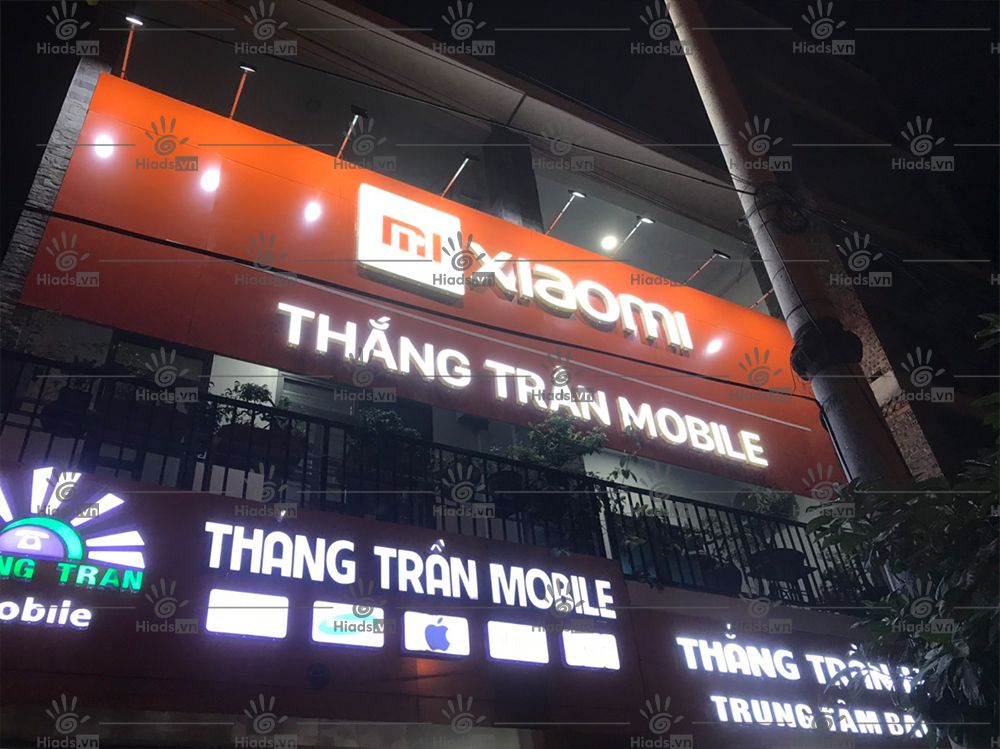 mi xiaomi
THẮNG TRẦN MOBILE
NG TRAN
obile
THANG TRẦN MOBILE
THẮNG TRẦN
TRUNG TÂM BẢ
Hiads.vn